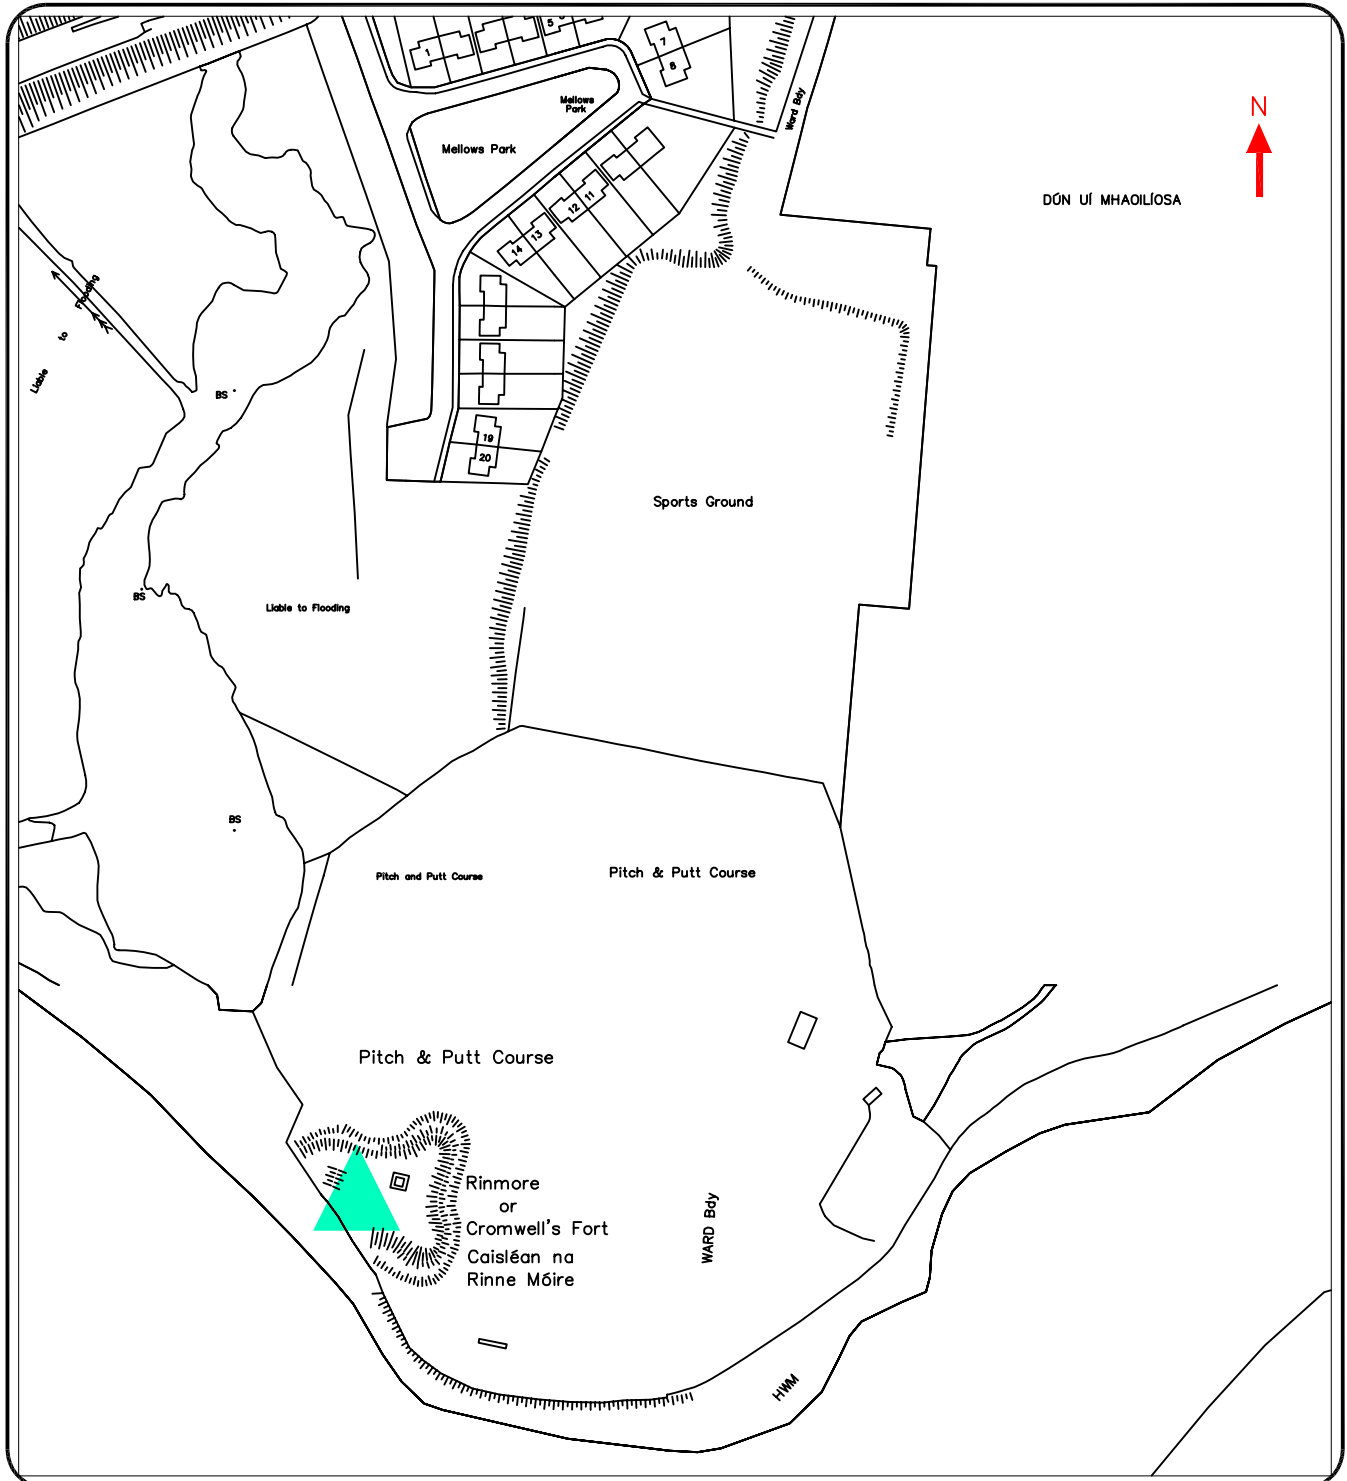 1
5
7
8
Mellows
Park
Mellows Park
Ward Bdy
N
DÚN UÍ MHAOILÍOSA
11
12
13
14
Flooding
to
Liable
BS
19
20
Sports Ground
BS
Liable to Flooding
BS
Pitch and Putt Course
Pitch & Putt Course
Pitch & Putt Course
Rinmore
or
Cromwell's Fort
Caisléan na
Rinne Móire
WARD Bdy
HWM